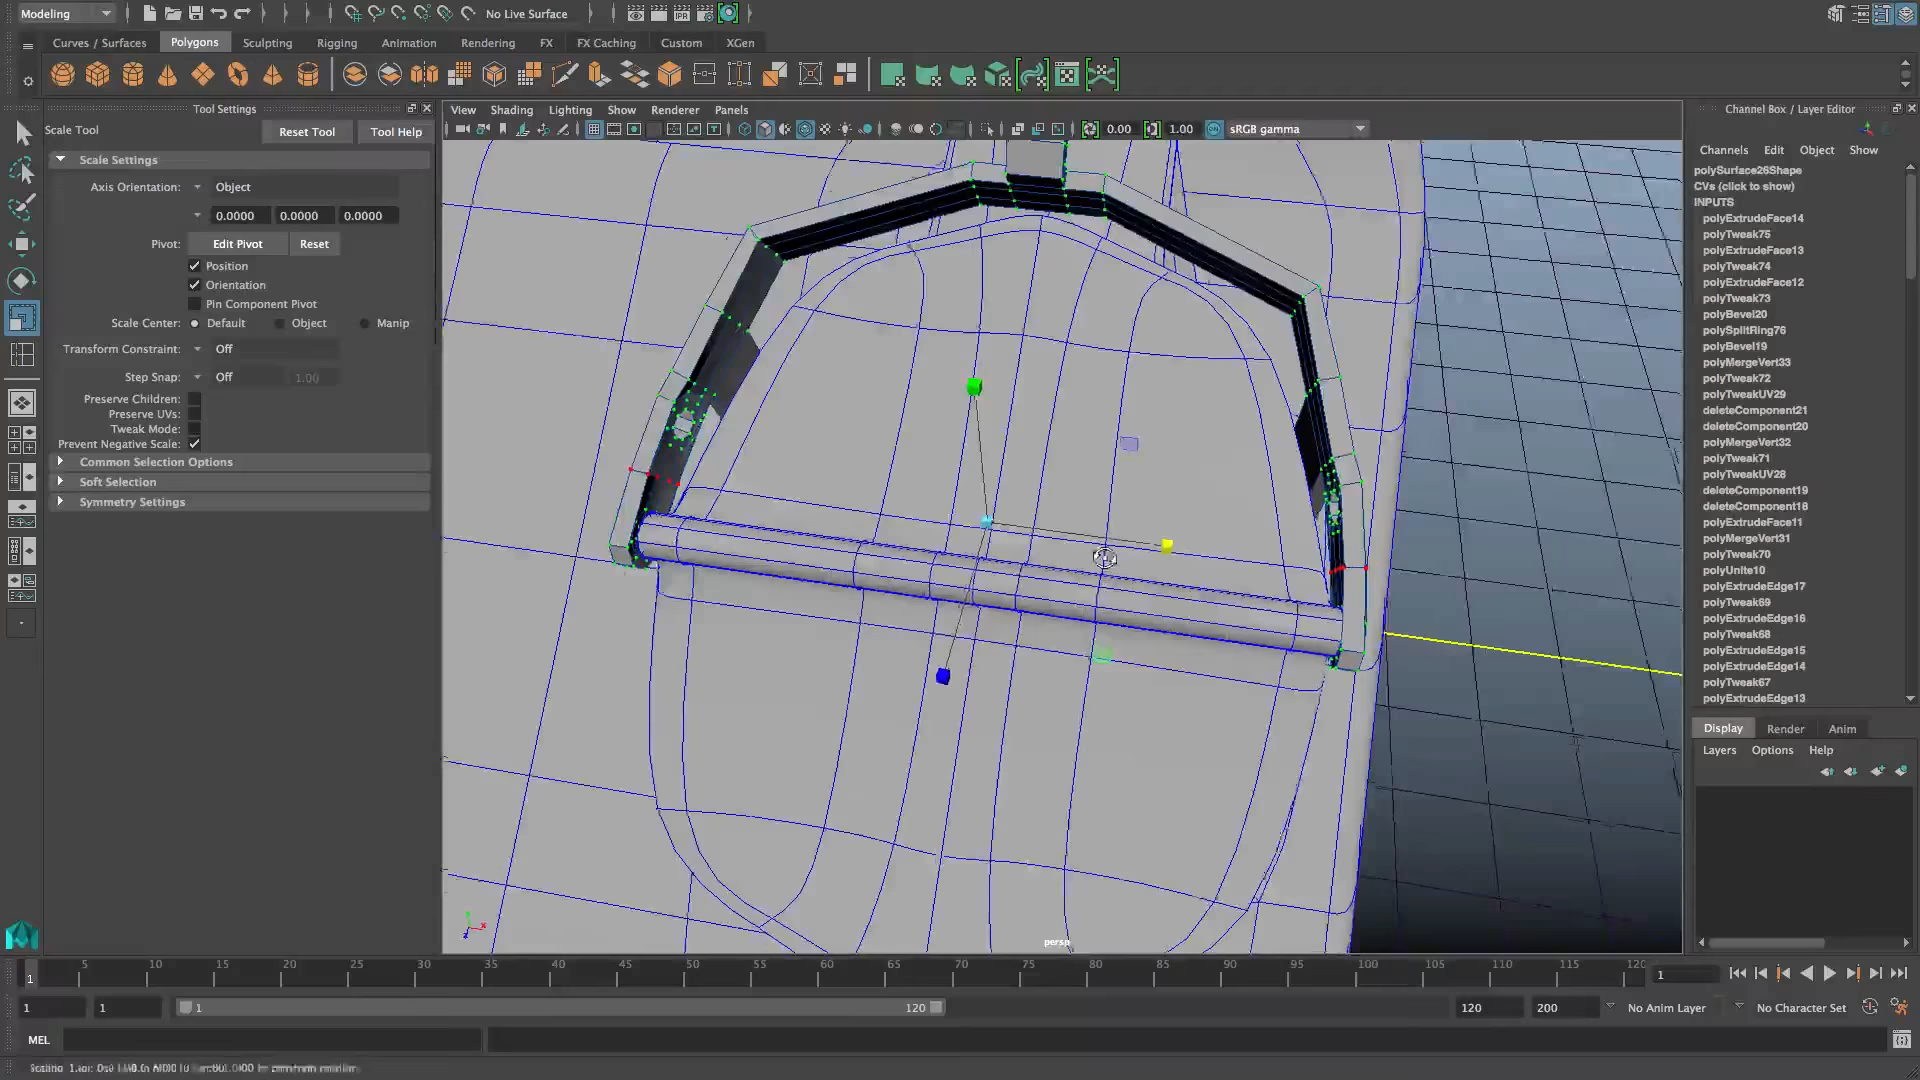 Modeling
No Live Surface
Curves / Surfaces
Polygons
Sculpting
Rigging
Animation
Rendering
FX
FX Caching
Custom
XGen
Tool Settings
Scale Tool
Reset Tool
Tool Help
Scale Settings
Axis Orientation: Object
0.0000 0.0000 0.0000
Pivot: Edit Pivot Reset
Position
Orientation
Pin Component Pivot
Scale Center: Default Object Manip
Transform Constraint: Off
Step Snap: Off 1.00
Preserve Children:
Preserve UVs:
Tweak Mode:
Prevent Negative Scale:
Common Selection Options
Soft Selection
Symmetry Settings
View Shading Lighting Show Renderer Panels
0.00 1.00 sRGB gamma
persp
Channel Box / Layer Editor
Channels Edit Object Show
polySurface26Shape
CVs (click to show)
INPUTS
polyExtrudeFace14
polyTweak75
polyExtrudeFace13
polyTweak74
polyExtrudeFace12
polyTweak73
polyBevel20
polySplitRing76
polyBevel19
polyMergeVert33
polyTweak72
polyTweakUV29
deleteComponent21
deleteComponent20
polyMergeVert32
polyTweak71
polyTweakUV28
deleteComponent19
deleteComponent18
polyExtrudeFace11
polyMergeVert31
polyTweak70
polyUnite10
polyExtrudeEdge17
polyTweak69
polyExtrudeEdge16
polyTweak68
polyExtrudeEdge15
polyExtrudeEdge14
polyTweak67
polyExtrudeEdge13
Display Render Anim
Layers Options Help
1 5 10 15 20 25 30 35 40 45 50 55 60 65 70 75 80 85 90 95 100 105 110 115 120
1
1 1 1 120 120 200 No Anim Layer No Character Set
MEL